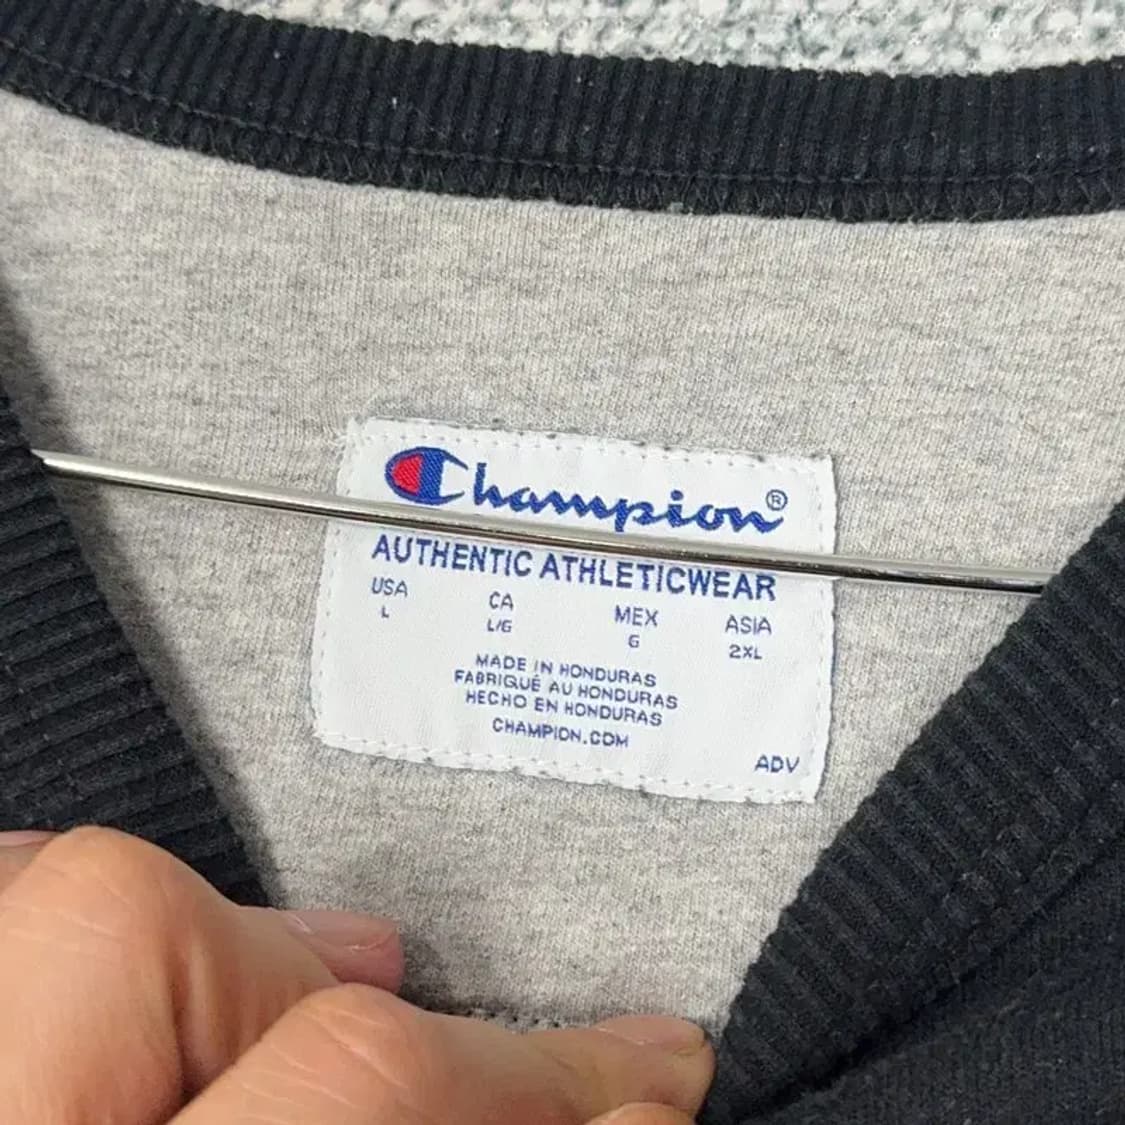 Champion®
AUTHENTIC ATHLETICWEAR
USA CA MEX ASIA
L L/G G 2XL
MADE IN HONDURAS
FABRIQUÉ AU HONDURAS
HECHO EN HONDURAS
CHAMPION.COM
ADV